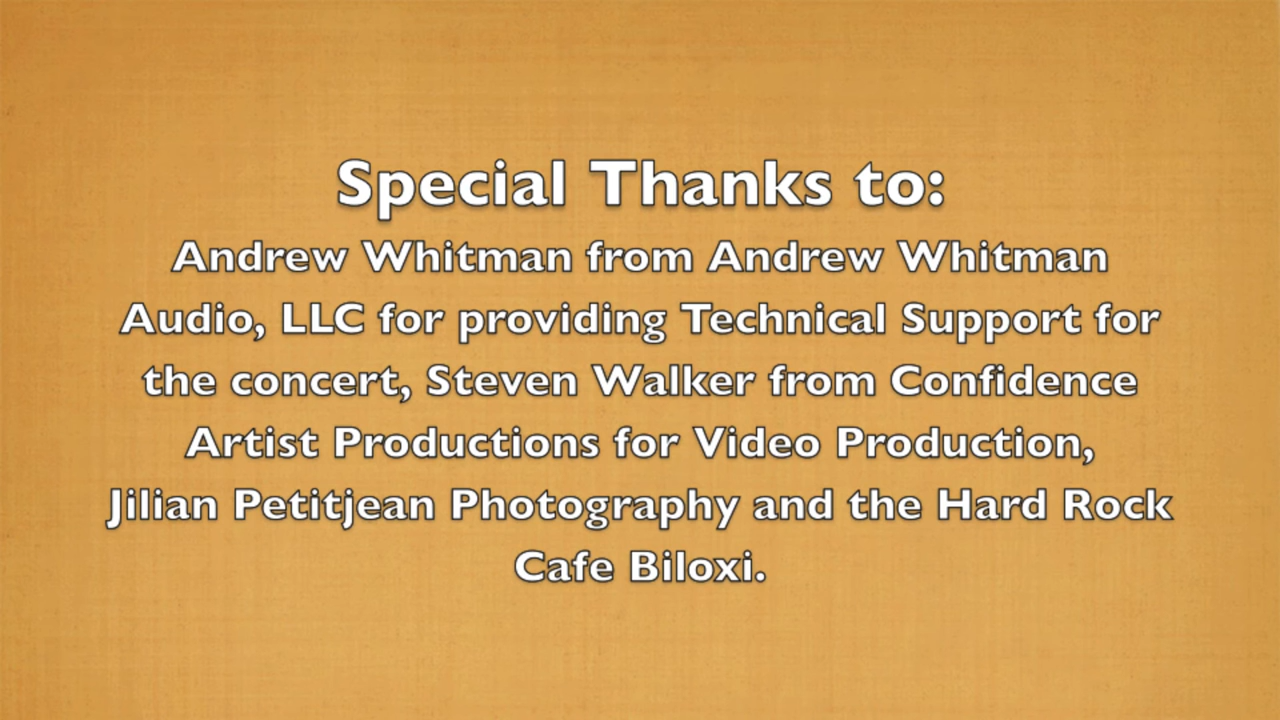 Special Thanks to:
Andrew Whitman from Andrew Whitman
Audio, LLC for providing Technical Support for
the concert, Steven Walker from Confidence
Artist Productions for Video Production,
Jilian Petitjean Photography and the Hard Rock
Cafe Biloxi.